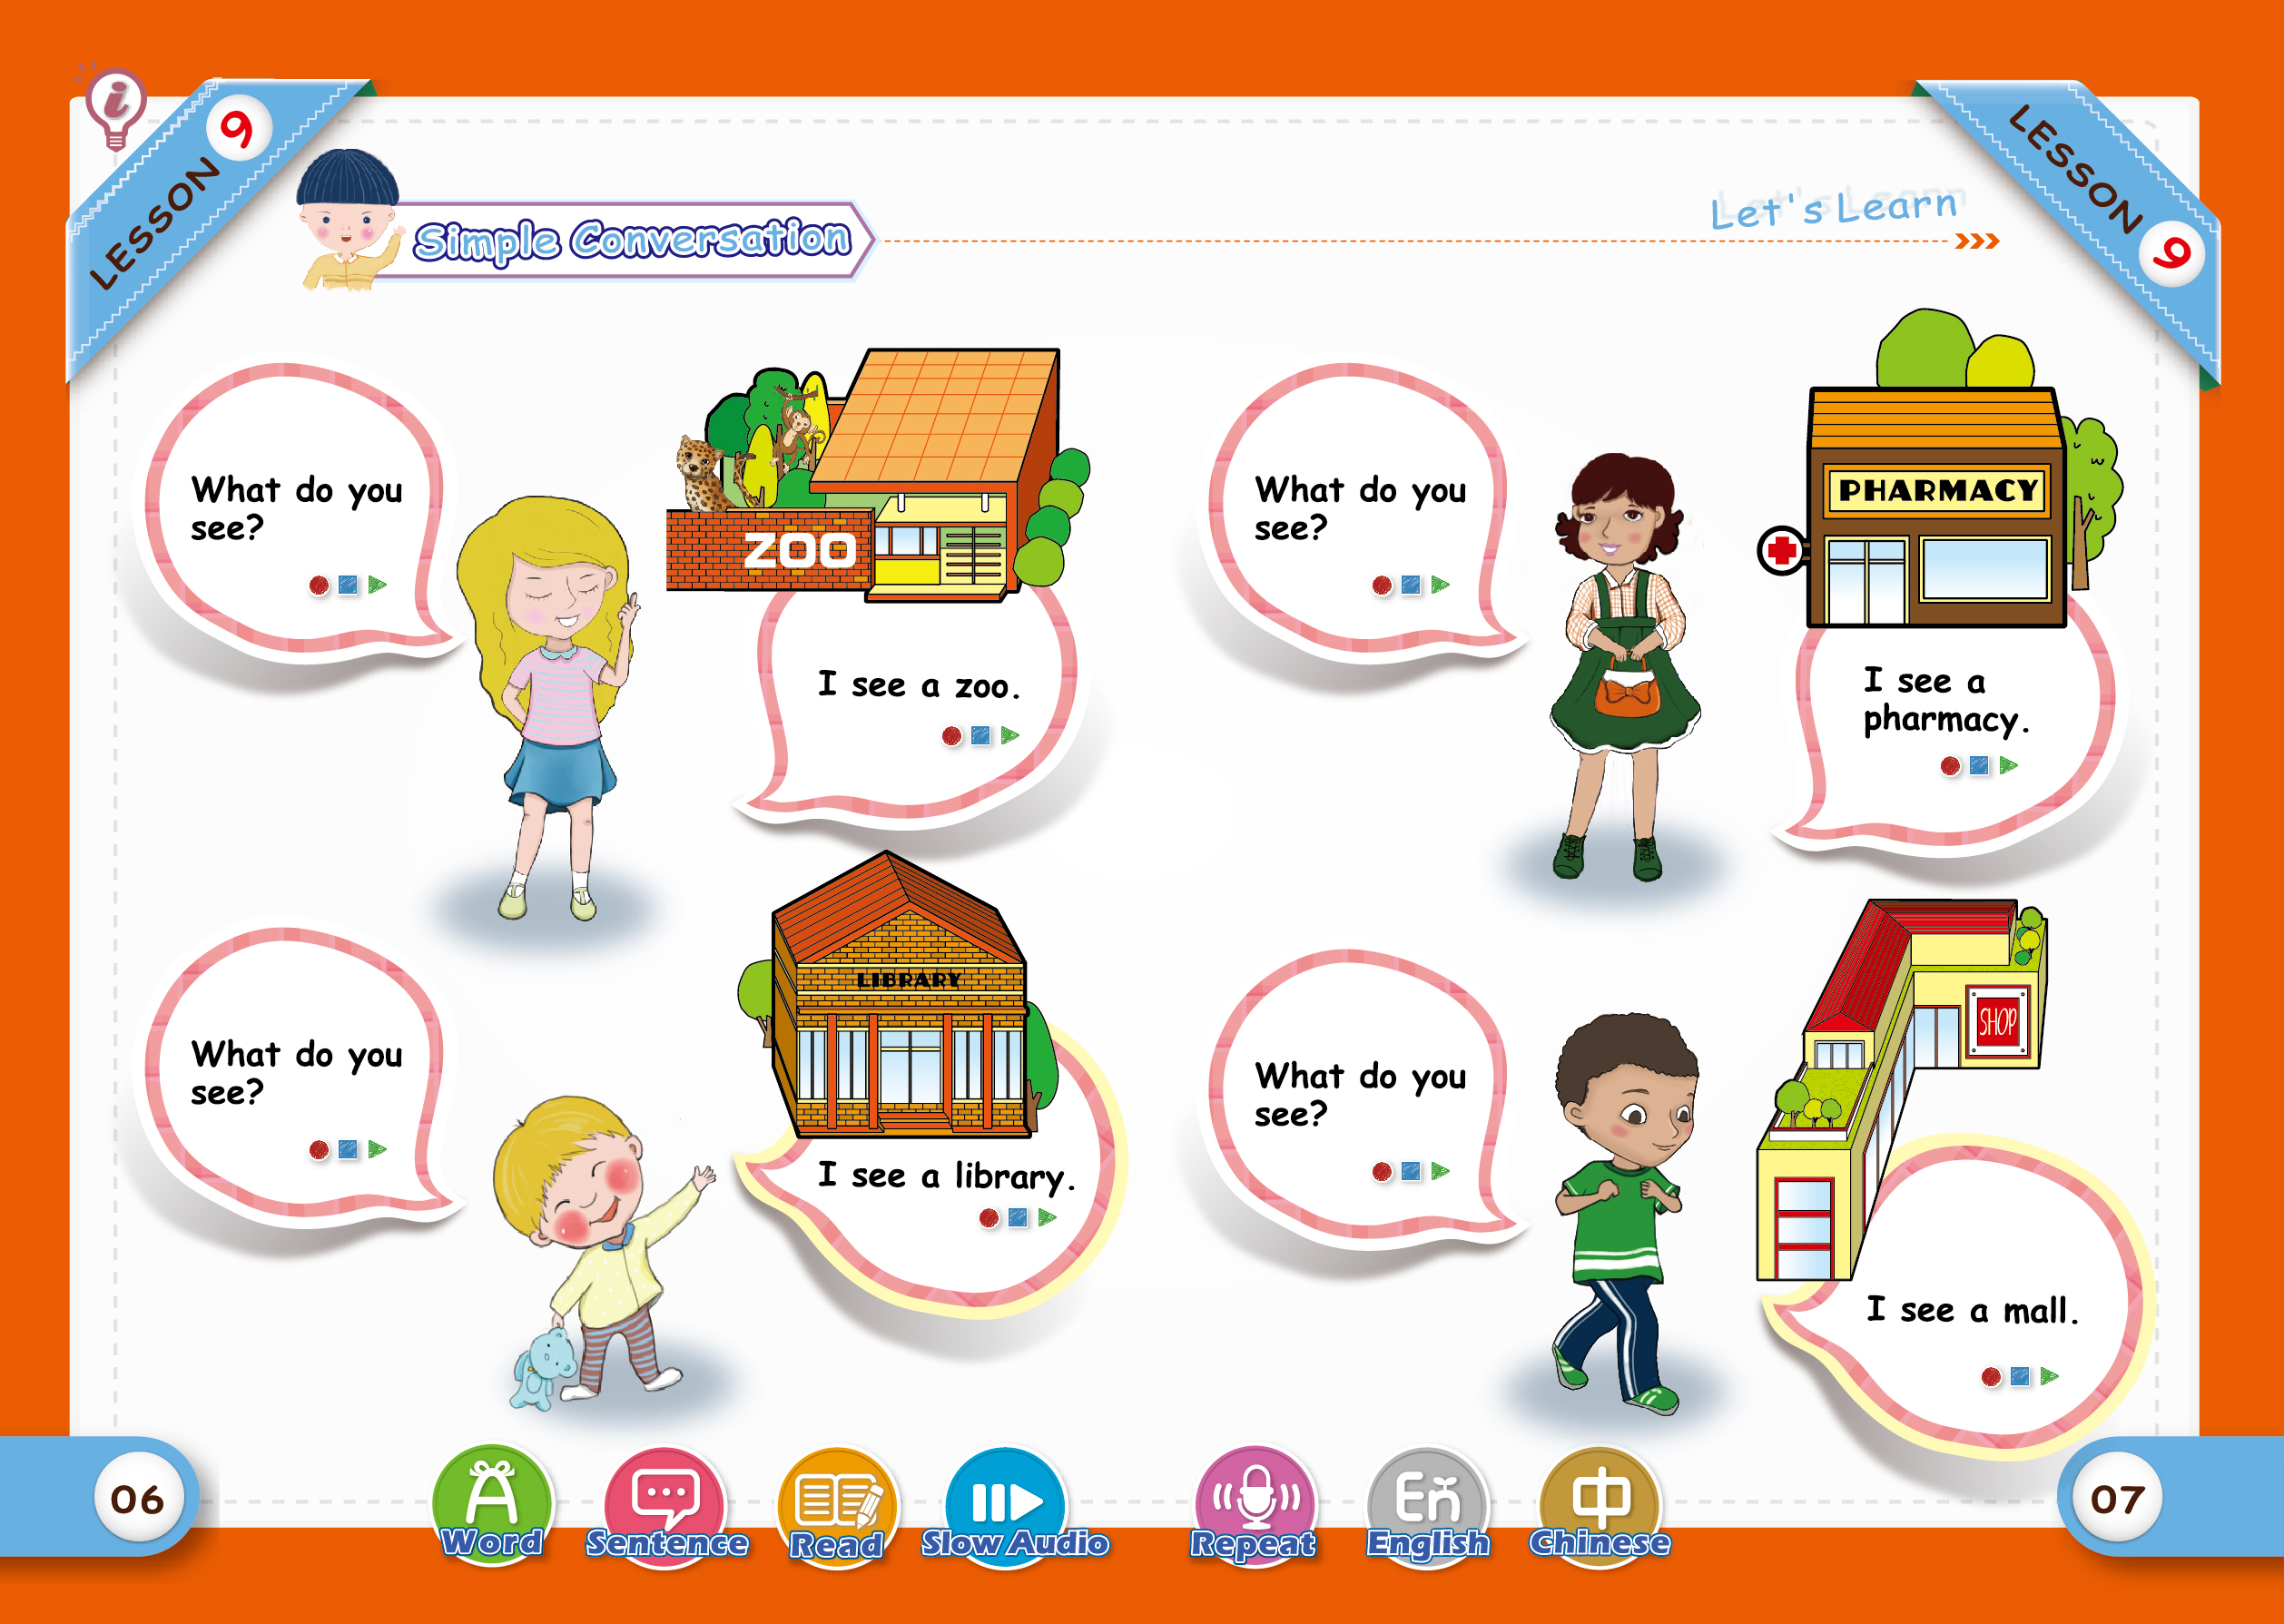 LESSON 9
Simple Conversation
Let's Learn
LESSON 9
What do you
see?
ZOO
I see a zoo.
What do you
see?
LIBRARY
I see a library.
What do you
see?
PHARMACY
I see a
pharmacy.
What do you
see?
SHOP
I see a mall.
06
A
Word
Sentence
Read
Slow Audio
Repeat
En
English
中
Chinese
07